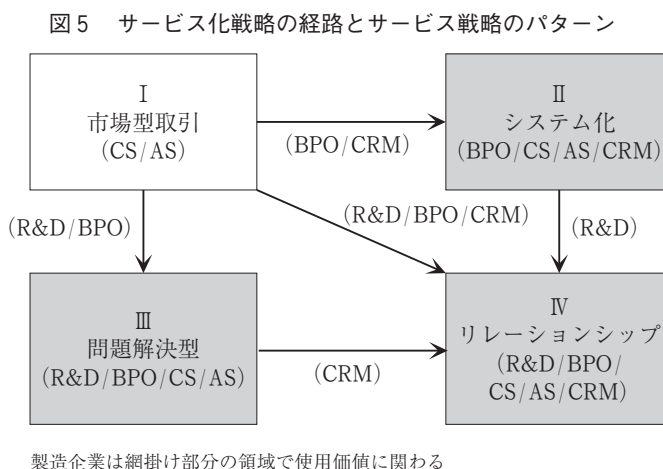 図5 サービス化戦略の経路とサービス戦略のパターン
Ⅰ
市場型取引
(CS/AS)
(BPO/CRM)
Ⅱ
システム化
(BPO/CS/AS/CRM)
(R&D/BPO)
(R&D/BPO/CRM)
(R&D)
Ⅲ
問題解決型
(R&D/BPO/CS/AS)
(CRM)
Ⅳ
リレーションシップ
(R&D/BPO/
CS/AS/CRM)
製造企業は網掛け部分の領域で使用価値に関わる